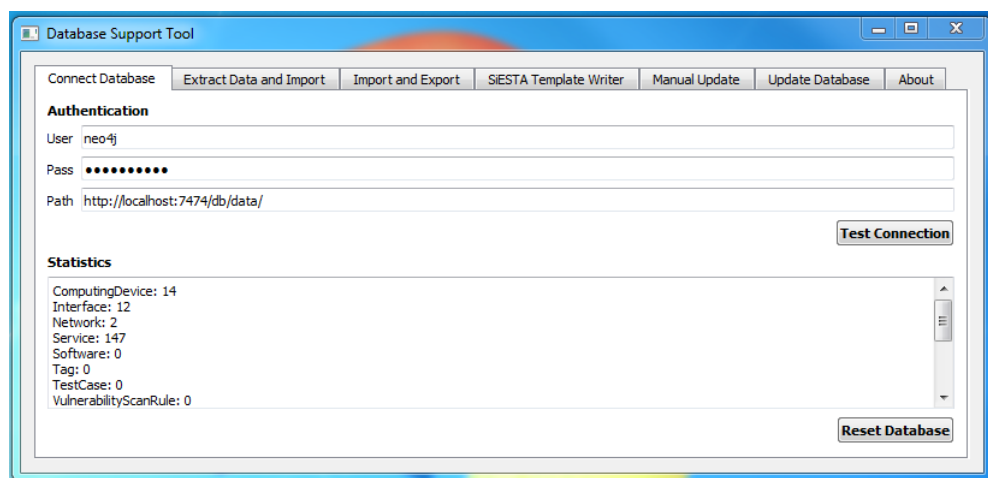 Database Support Tool
Connect Database Extract Data and Import Import and Export SiESTA Template Writer Manual Update Update Database About
Authentication
User neo4j
Pass ●●●●●●●●●●
Path http://localhost:7474/db/data/
Test Connection
Statistics
ComputingDevice: 14
Interface: 12
Network: 2
Service: 147
Software: 0
Tag: 0
TestCase: 0
VulnerabilityScanRule: 0
Reset Database